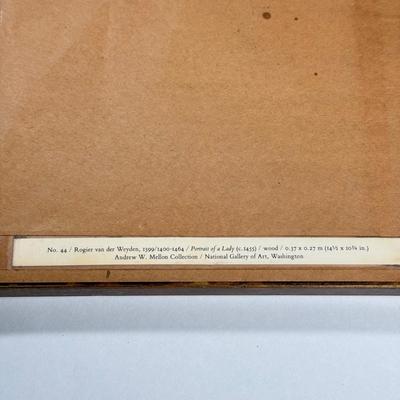 No. 44 / Rogier van der Weyden, 1399/1400-1464 / Portrait of a Lady (c.1455) / wood / 0.37 x 0.27 m (14½ x 10¾ in.)
Andrew W. Mellon Collection / National Gallery of Art, Washington